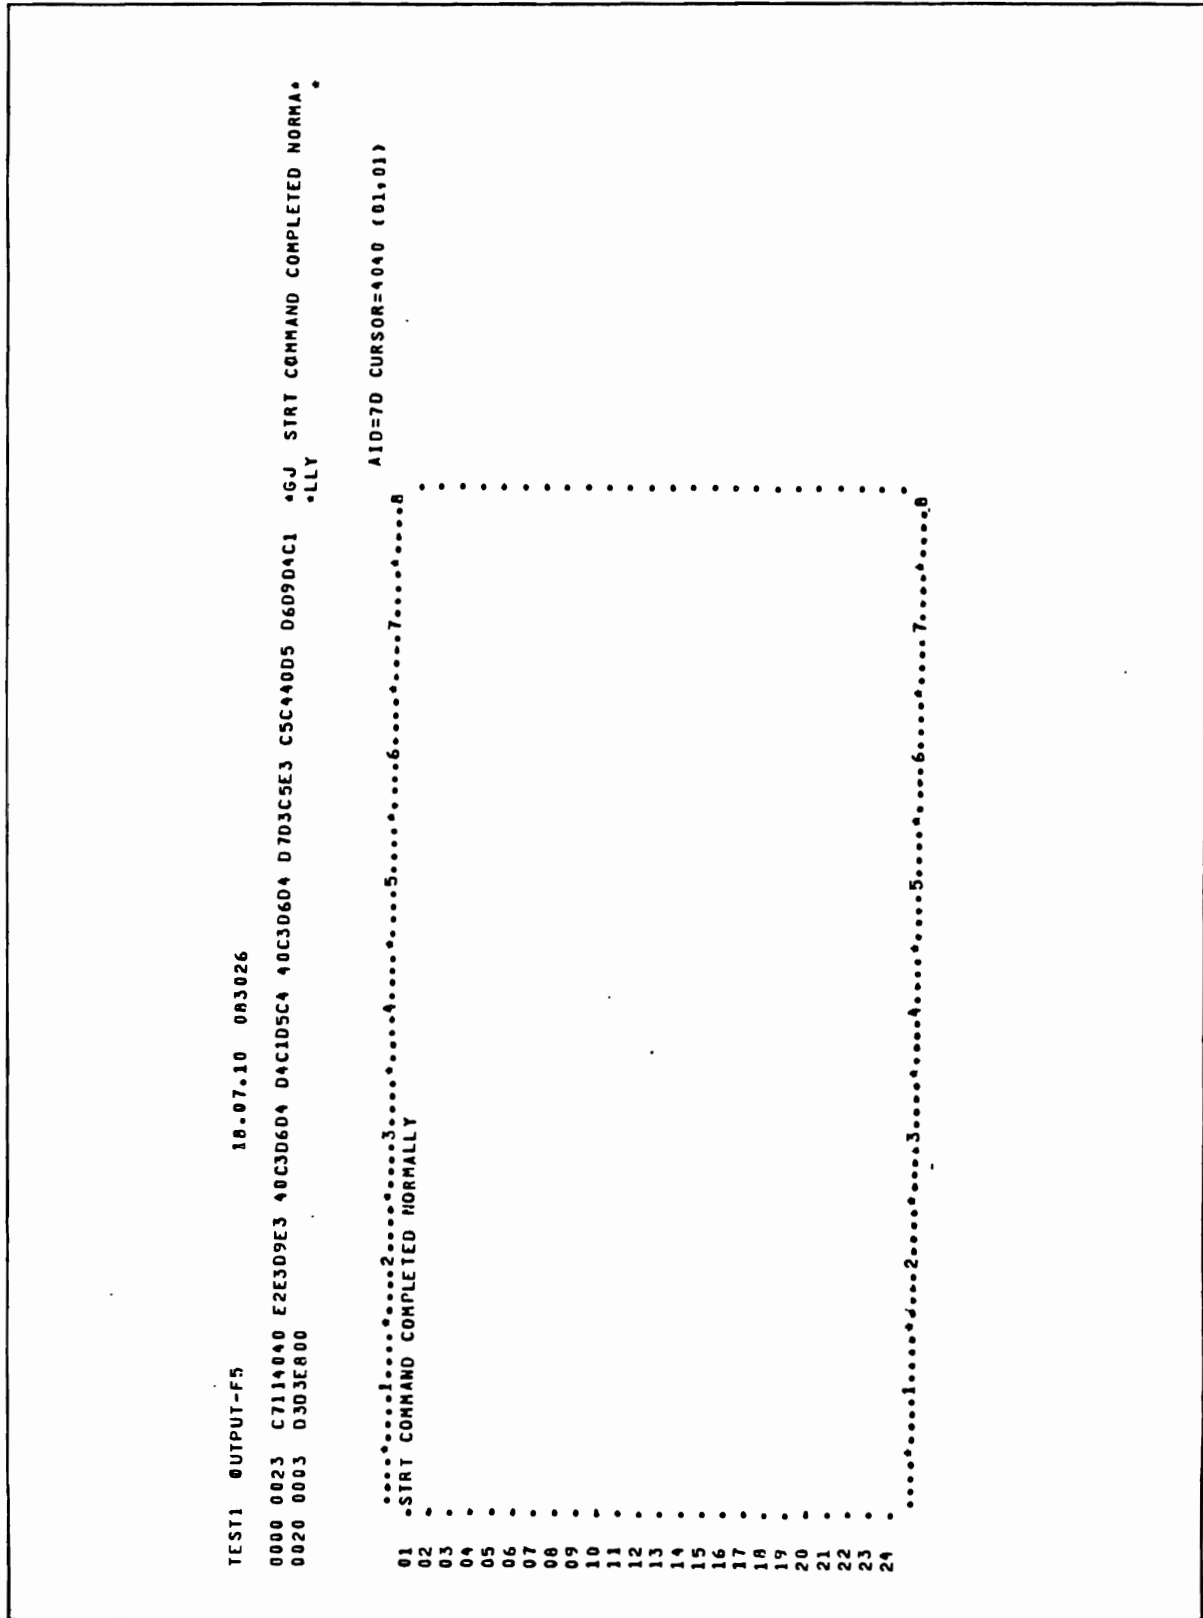 TEST1 OUTPUT-F5 18.07.10 083026
0000 0023 C7114040 E2E3D9E3 40C3D6D4 D4C1D5C4 40C3D6D4 D7D3C5E3 C5C440D5 D6D9D4C1 *GJ STRT COMMAND COMPLETED NORMA*
0020 0003 D3D3E800 *LLY *
AID=7D CURSOR=4040 (01,01)
....*....1....*....2....*....3....*....4....*....5....*....6....*....7....*....8
01 .STRT COMMAND COMPLETED NORMALLY .
02 . .
03 . .
04 . .
05 . .
06 . .
07 . .
08 . .
09 . .
10 . .
11 . .
12 . .
13 . .
14 . .
15 . .
16 . .
17 . .
18 . .
19 . .
20 . .
21 . .
22 . .
23 . .
24 . .
....*....1....*....2....*....3....*....4....*....5....*....6....*....7....*....8